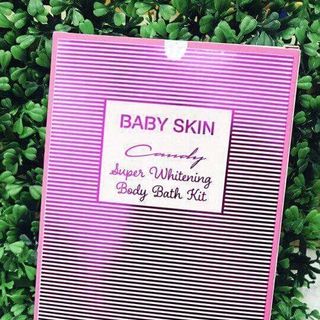 BABY SKIN
Candy
Super Whitening
Body Bath Kit